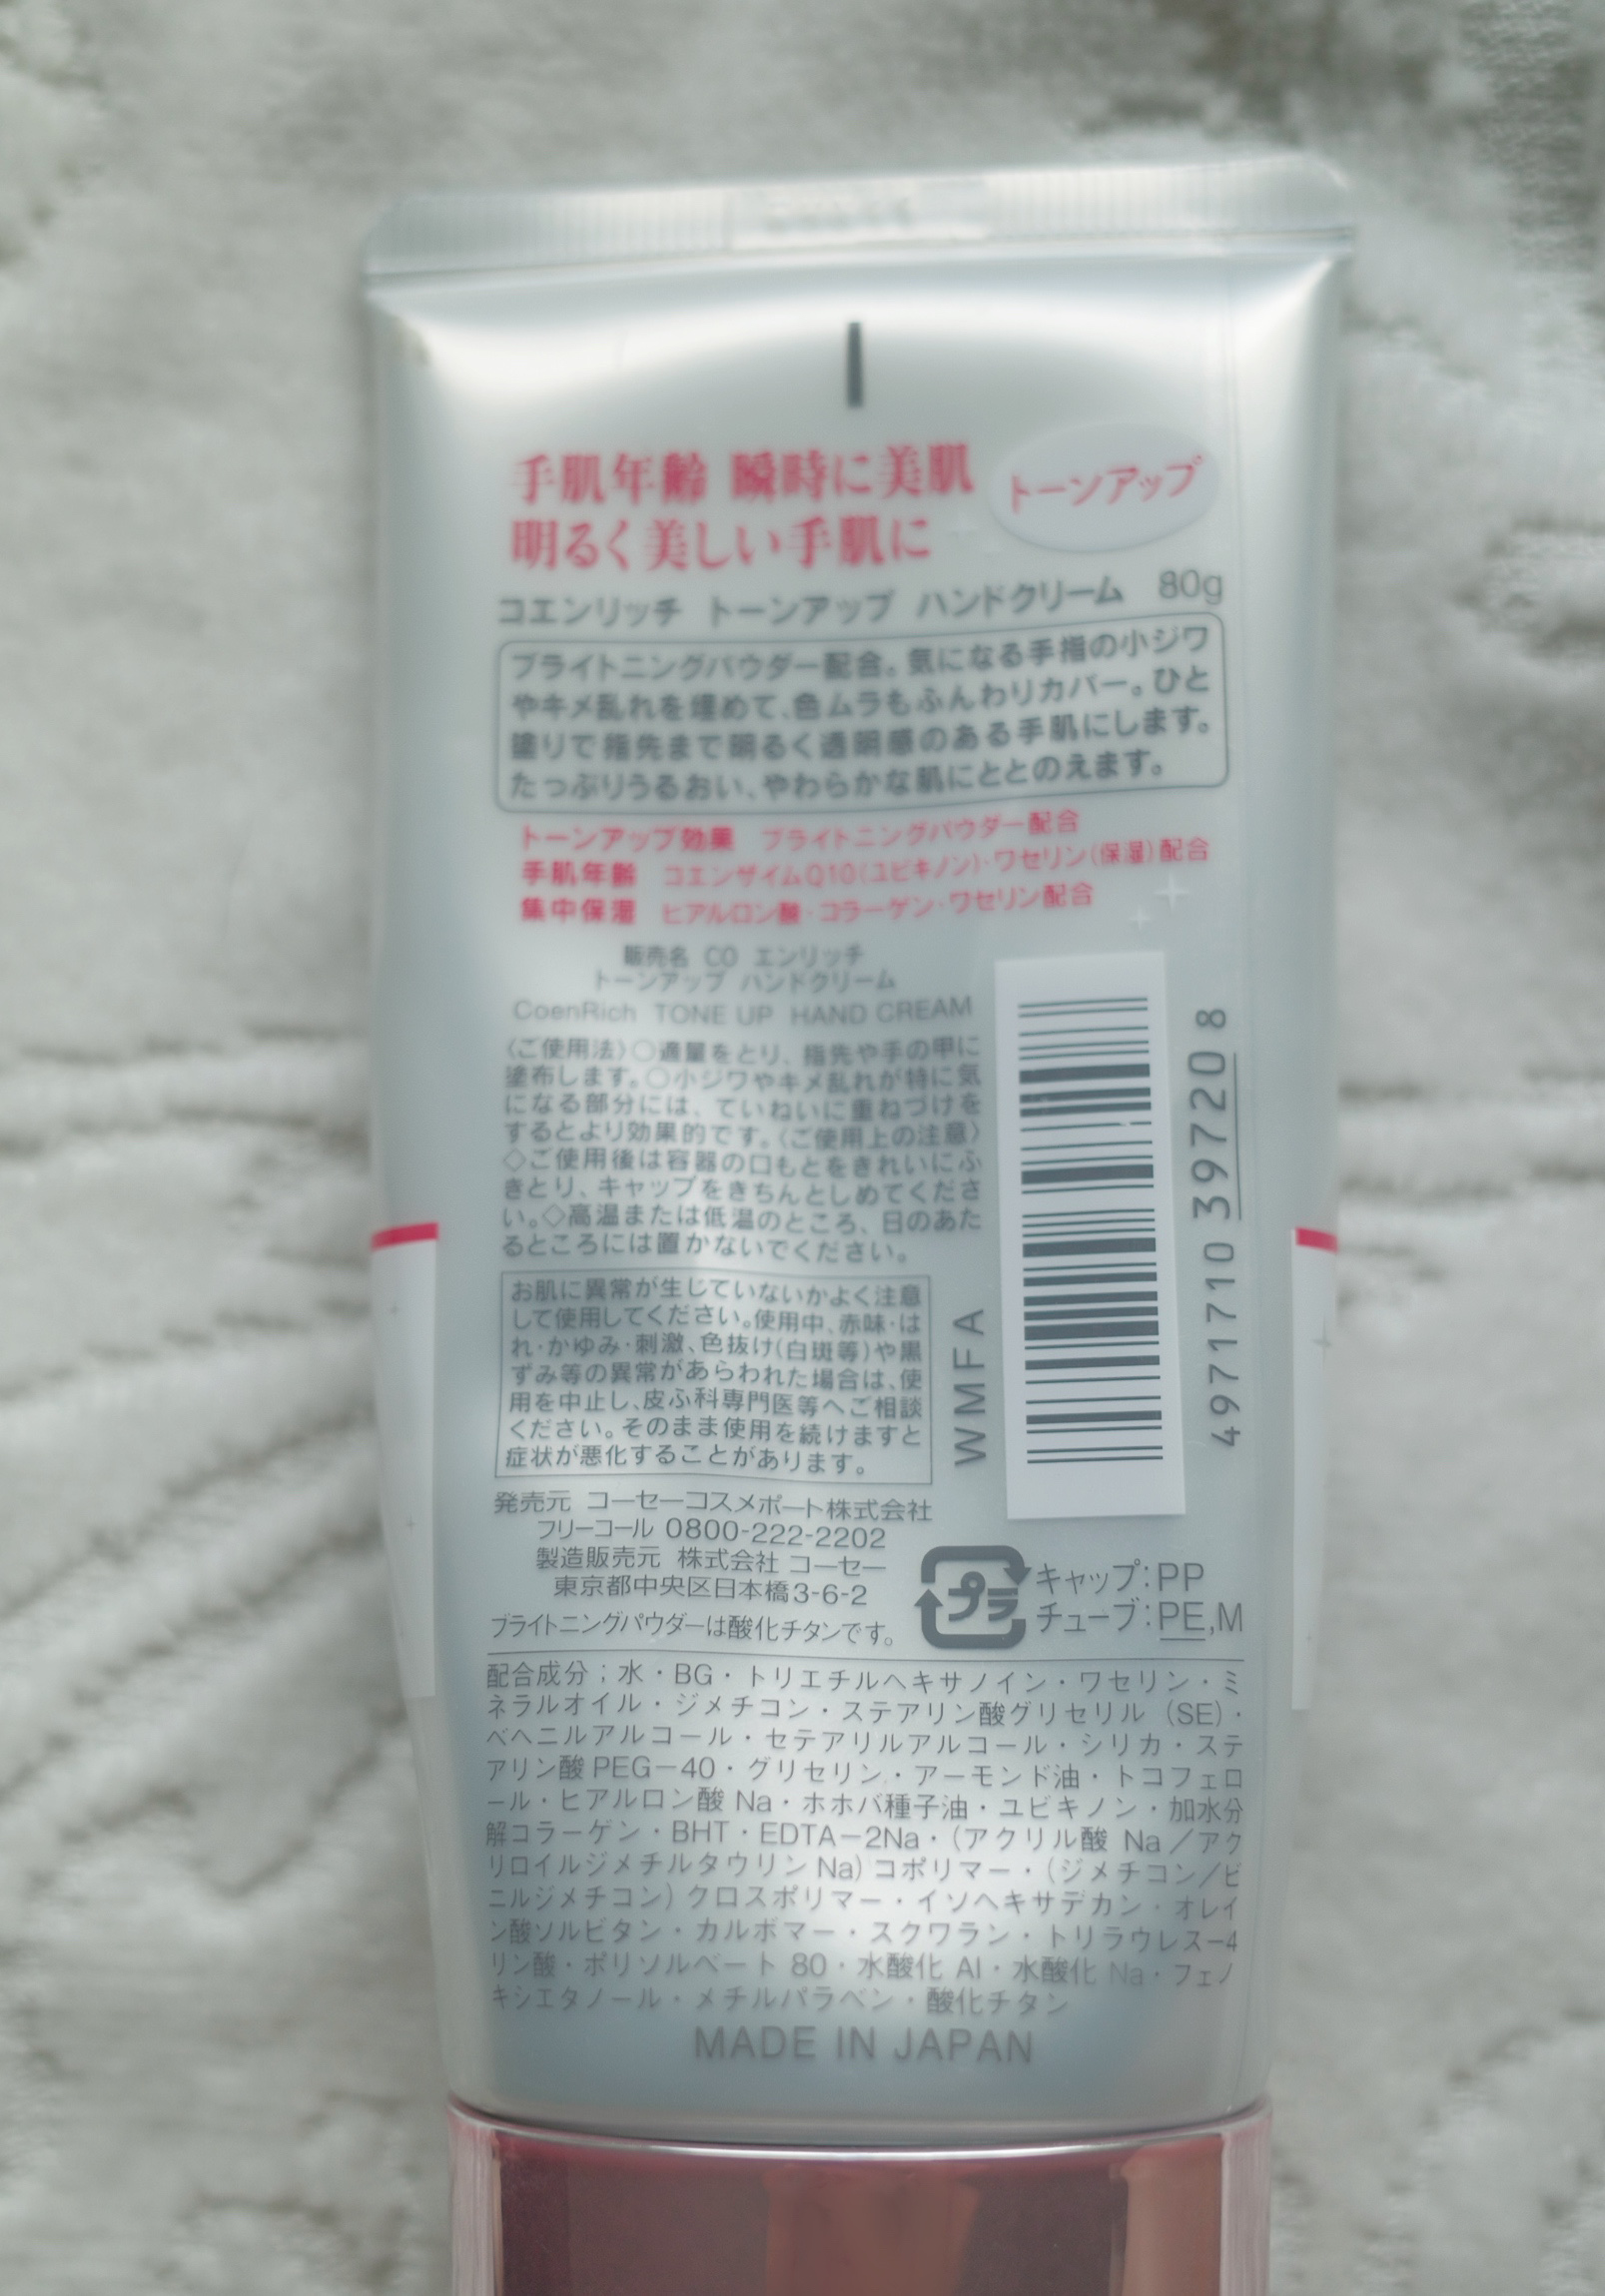 手肌年齢 瞬時に美肌
明るく美しい手肌に
トーンアップ
コエンリッチ トーンアップ ハンドクリーム 80g
ブライトニングパウダー配合。気になる手指の小ジワ
やキメ乱れを埋めて、色ムラもふんわりカバー。ひと
塗りで指先まで明るく透明感のある手肌にします。
たっぷりうるおい、やわらかな肌にととのえます。
トーンアップ効果 ブライトニングパウダー配合
手肌年齢 コエンザイムQ10(ユビキノン)・ワセリン(保湿)配合
集中保湿 ヒアルロン酸・コラーゲン・ワセリン配合
販売名 CO エンリッチ
トーンアップ ハンドクリーム
CoenRich TONE UP HAND CREAM
〈ご使用法〉○適量をとり、指先や手の甲に
塗布します。○小ジワやキメ乱れが特に気
になる部分には、ていねいに重ねづけを
するとより効果的です。〈ご使用上の注意〉
◇ご使用後は容器の口もとをきれいにふ
きとり、キャップをきちんとしめてくださ
い。◇高温または低温のところ、日のあた
るところには置かないでください。
お肌に異常が生じていないかよく注意
して使用してください。使用中、赤味・は
れ・かゆみ・刺激、色抜け(白斑等)や黒
ずみ等の異常があらわれた場合は、使
用を中止し、皮ふ科専門医等へご相談
ください。そのまま使用を続けますと
症状が悪化することがあります。
WMFA
4971710397208
発売元 コーセーコスメポート株式会社
フリーコール 0800-222-2202
製造販売元 株式会社 コーセー
東京都中央区日本橋3-6-2
ブライトニングパウダーは酸化チタンです。
プラ
キャップ:PP
チューブ:PE,M
配合成分;水・BG・トリエチルヘキサノイン・ワセリン・ミ
ネラルオイル・ジメチコン・ステアリン酸グリセリル(SE)・
ベヘニルアルコール・セテアリルアルコール・シリカ・ステ
アリン酸PEG-40・グリセリン・アーモンド油・トコフェロ
ール・ヒアルロン酸Na・ホホバ種子油・ユビキノン・加水分
解コラーゲン・BHT・EDTA-2Na・(アクリル酸Na/アク
リロイルジメチルタウリンNa)コポリマー・(ジメチコン/ビ
ニルジメチコン)クロスポリマー・イソヘキサデカン・オレイ
ン酸ソルビタン・カルボマー・スクワラン・トリラウレス-4
リン酸・ポリソルベート80・水酸化Al・水酸化Na・フェノ
キシエタノール・メチルパラベン・酸化チタン
MADE IN JAPAN